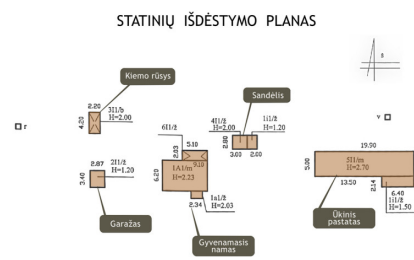 STATINIŲ IŠDĖSTYMO PLANAS
Kiemo rūsys
2.20
3I1/b
H=2.00
4.20
r
2.87
2I1/ž
H=1.20
3.40
Garažas
6I1/ž
5.10
2.03
9.10
1A1/m
H=2.23
6.20
2.34
1a1/ž
H=2.03
Gyvenamasis
namas
Sandėlis
4I1/ž
H=2.00
1i1/ž
H=1.20
2.80
3.00
2.00
v
19.90
5.00
5I1/m
H=2.70
13.50
2.14
6.40
1i1/ž
H=1.50
Ūkinis
pastatas